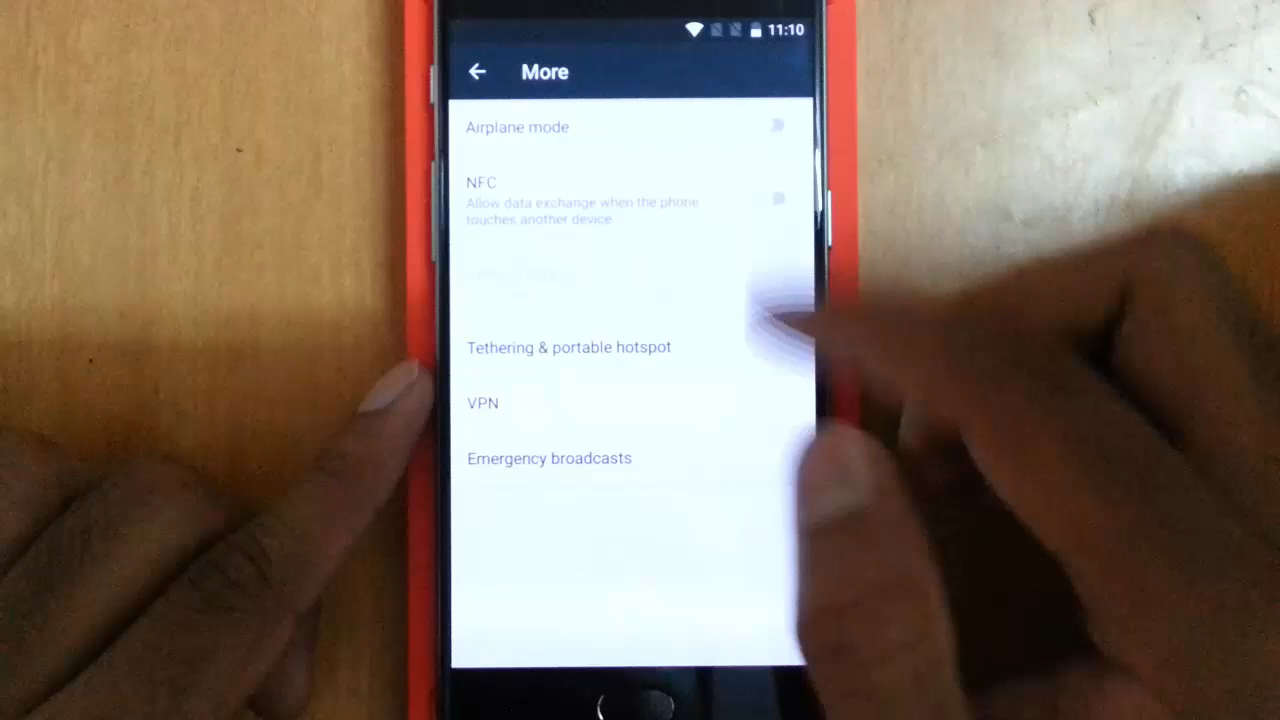 11:10
More
Airplane mode
NFC
Allow data exchange when the phone
touches another device
Tethering & portable hotspot
VPN
Emergency broadcasts